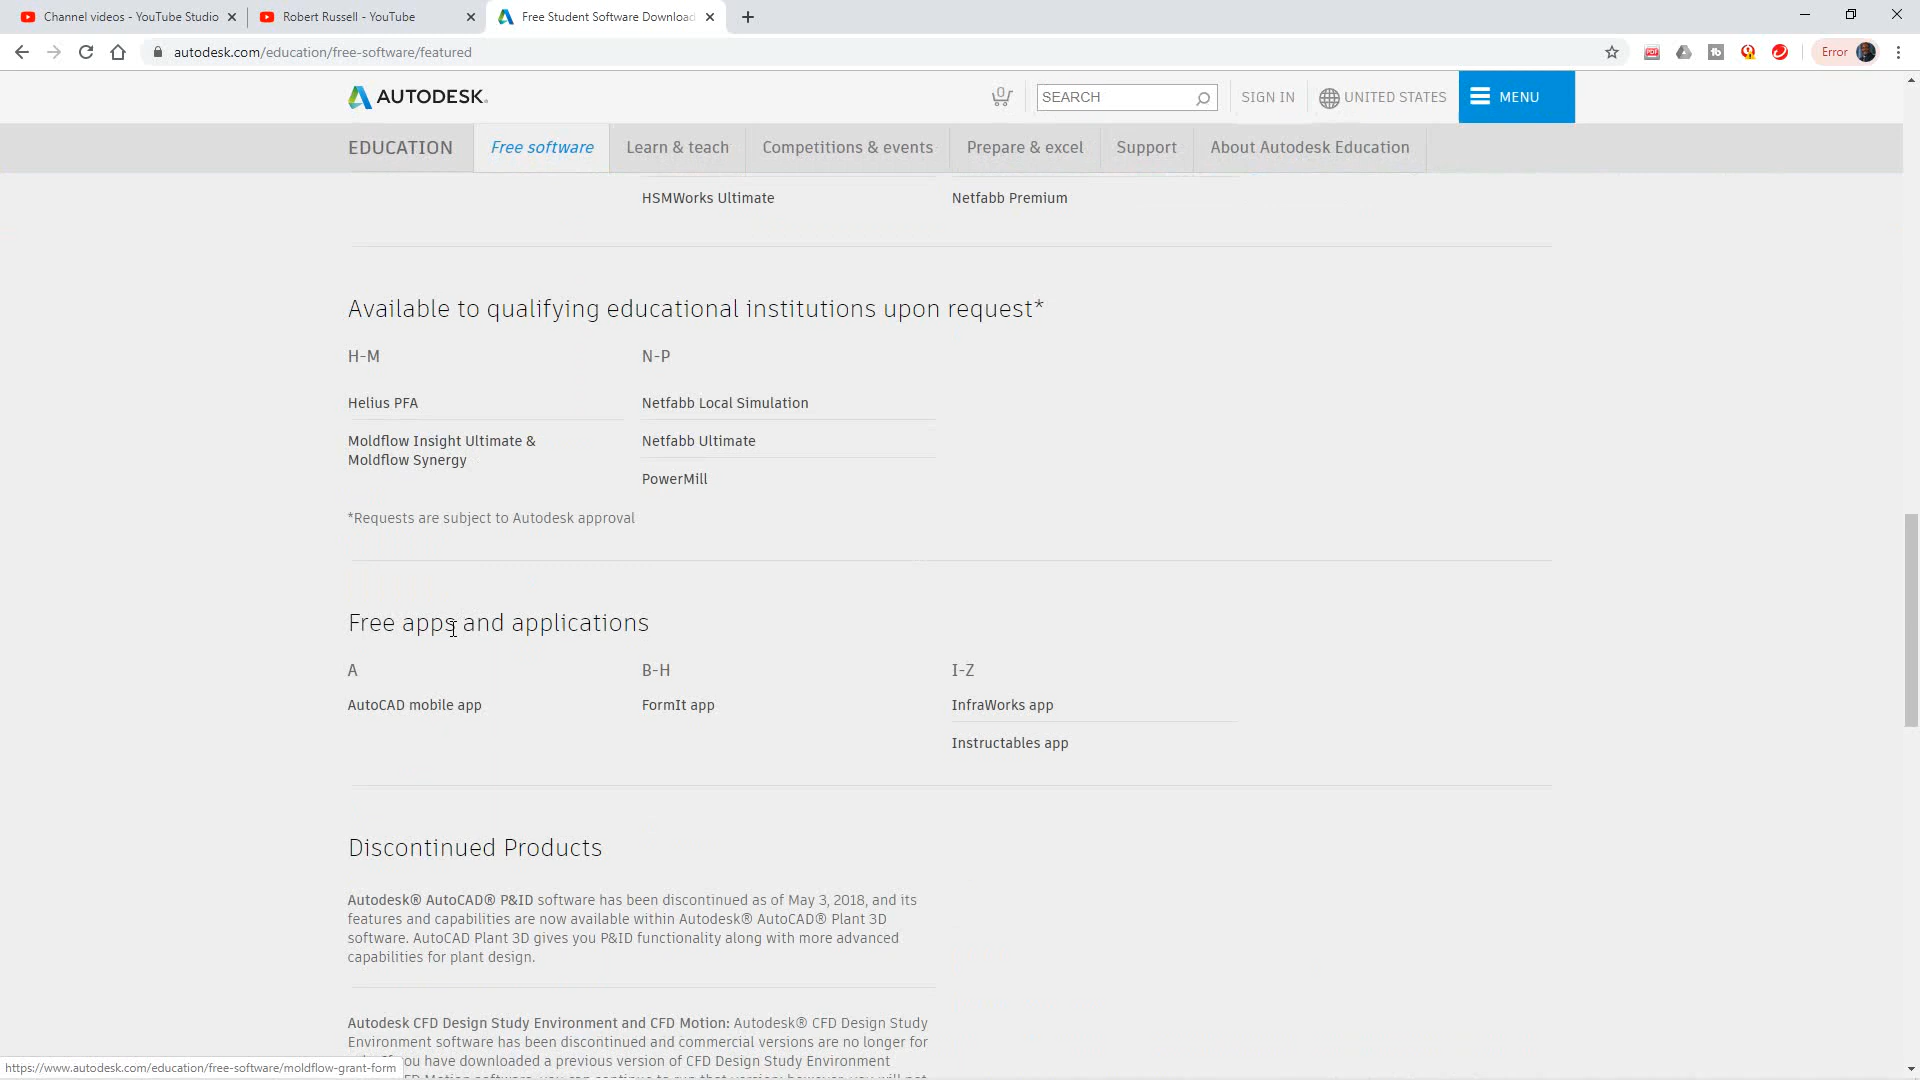 Channel videos - YouTube Studio
Robert Russell - YouTube
Free Student Software Download
autodesk.com/education/free-software/featured
Error
AUTODESK.
0
SEARCH
SIGN IN
UNITED STATES
MENU
EDUCATION
Free software
Learn & teach
Competitions & events
Prepare & excel
Support
About Autodesk Education
HSMWorks Ultimate
Netfabb Premium
Available to qualifying educational institutions upon request*
H-M
N-P
Helius PFA
Netfabb Local Simulation
Moldflow Insight Ultimate &
Moldflow Synergy
Netfabb Ultimate
PowerMill
*Requests are subject to Autodesk approval
Free apps and applications
A
B-H
I-Z
AutoCAD mobile app
FormIt app
InfraWorks app
Instructables app
Discontinued Products
Autodesk® AutoCAD® P&ID software has been discontinued as of May 3, 2018, and its
features and capabilities are now available within Autodesk® AutoCAD® Plant 3D
software. AutoCAD Plant 3D gives you P&ID functionality along with more advanced
capabilities for plant design.
Autodesk CFD Design Study Environment and CFD Motion: Autodesk® CFD Design Study
Environment software has been discontinued and commercial versions are no longer for
you have downloaded a previous version of CFD Design Study Environment
https://www.autodesk.com/education/free-software/moldflow-grant-form